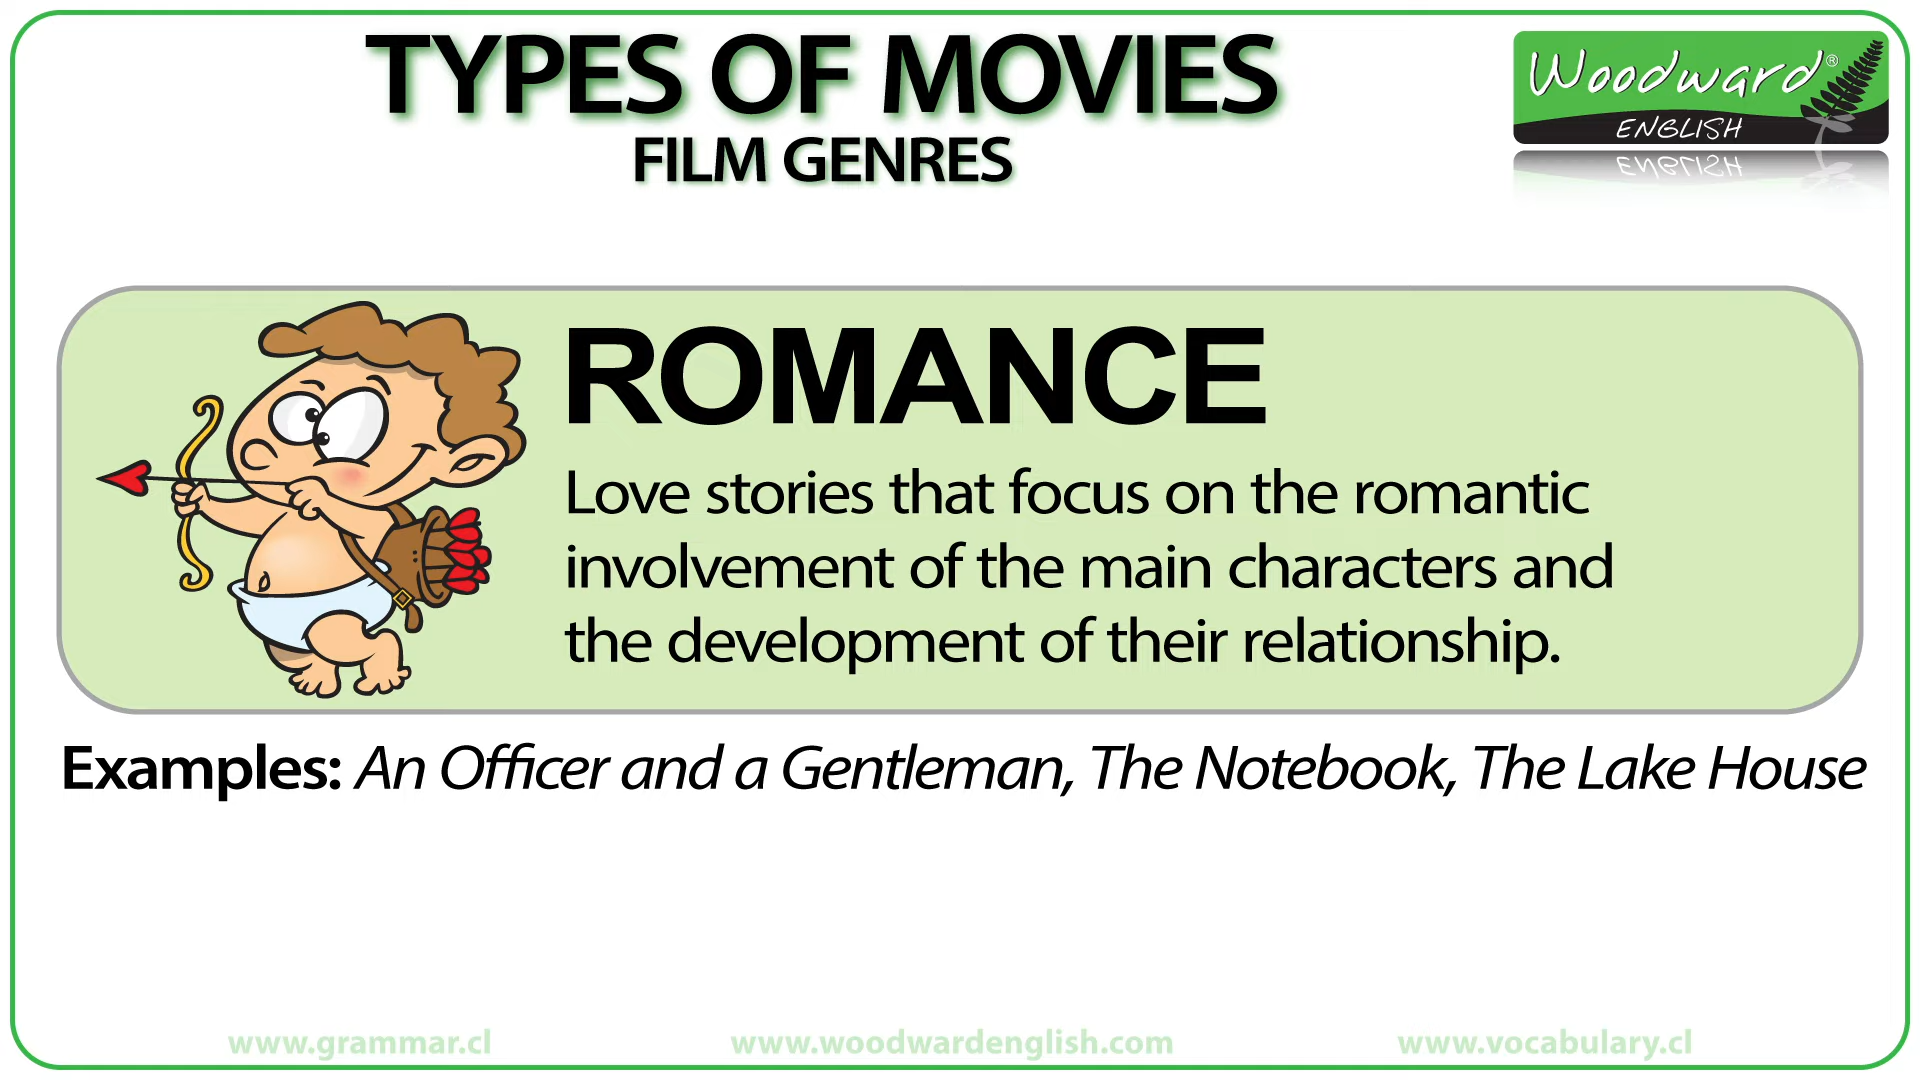 TYPES OF MOVIES
FILM GENRES
Woodward®
ENGLISH
ROMANCE
Love stories that focus on the romantic
involvement of the main characters and
the development of their relationship.
Examples: An Officer and a Gentleman, The Notebook, The Lake House
www.grammar.cl
www.woodwardenglish.com
www.vocabulary.cl